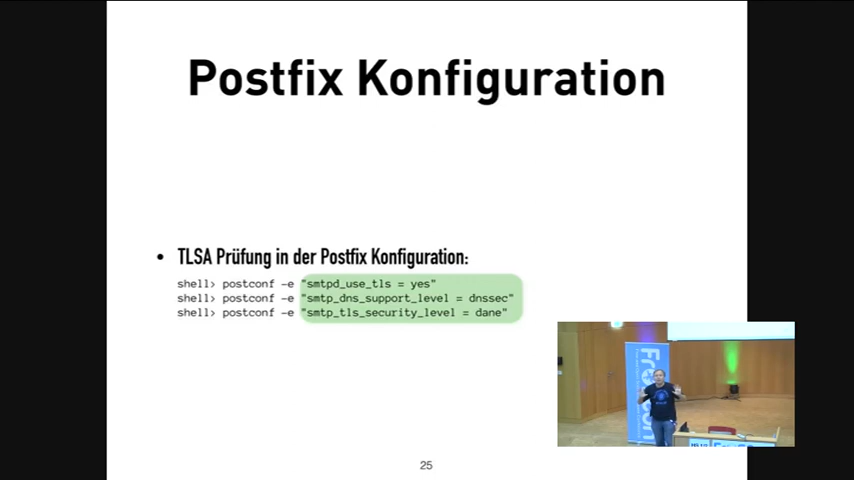 Postfix Konfiguration
• TLSA Prüfung in der Postfix Konfiguration:
shell> postconf -e "smtpd_use_tls = yes"
shell> postconf -e "smtp_dns_support_level = dnssec"
shell> postconf -e "smtp_tls_security_level = dane"
25